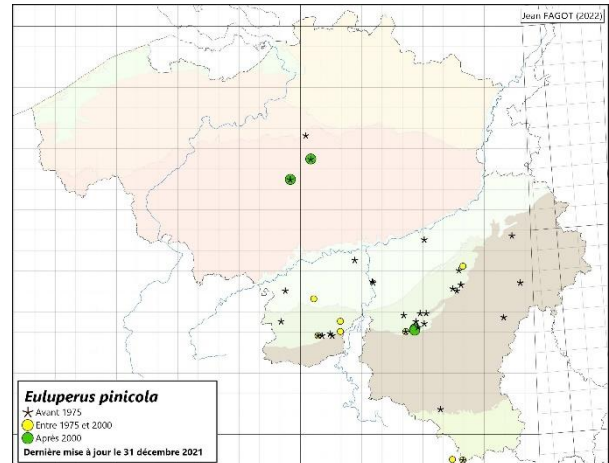 Jean FAGOT (2022)
Euluperus pinicola
Avant 1975
Entre 1975 et 2000
Après 2000
Dernière mise à jour le 31 décembre 2021